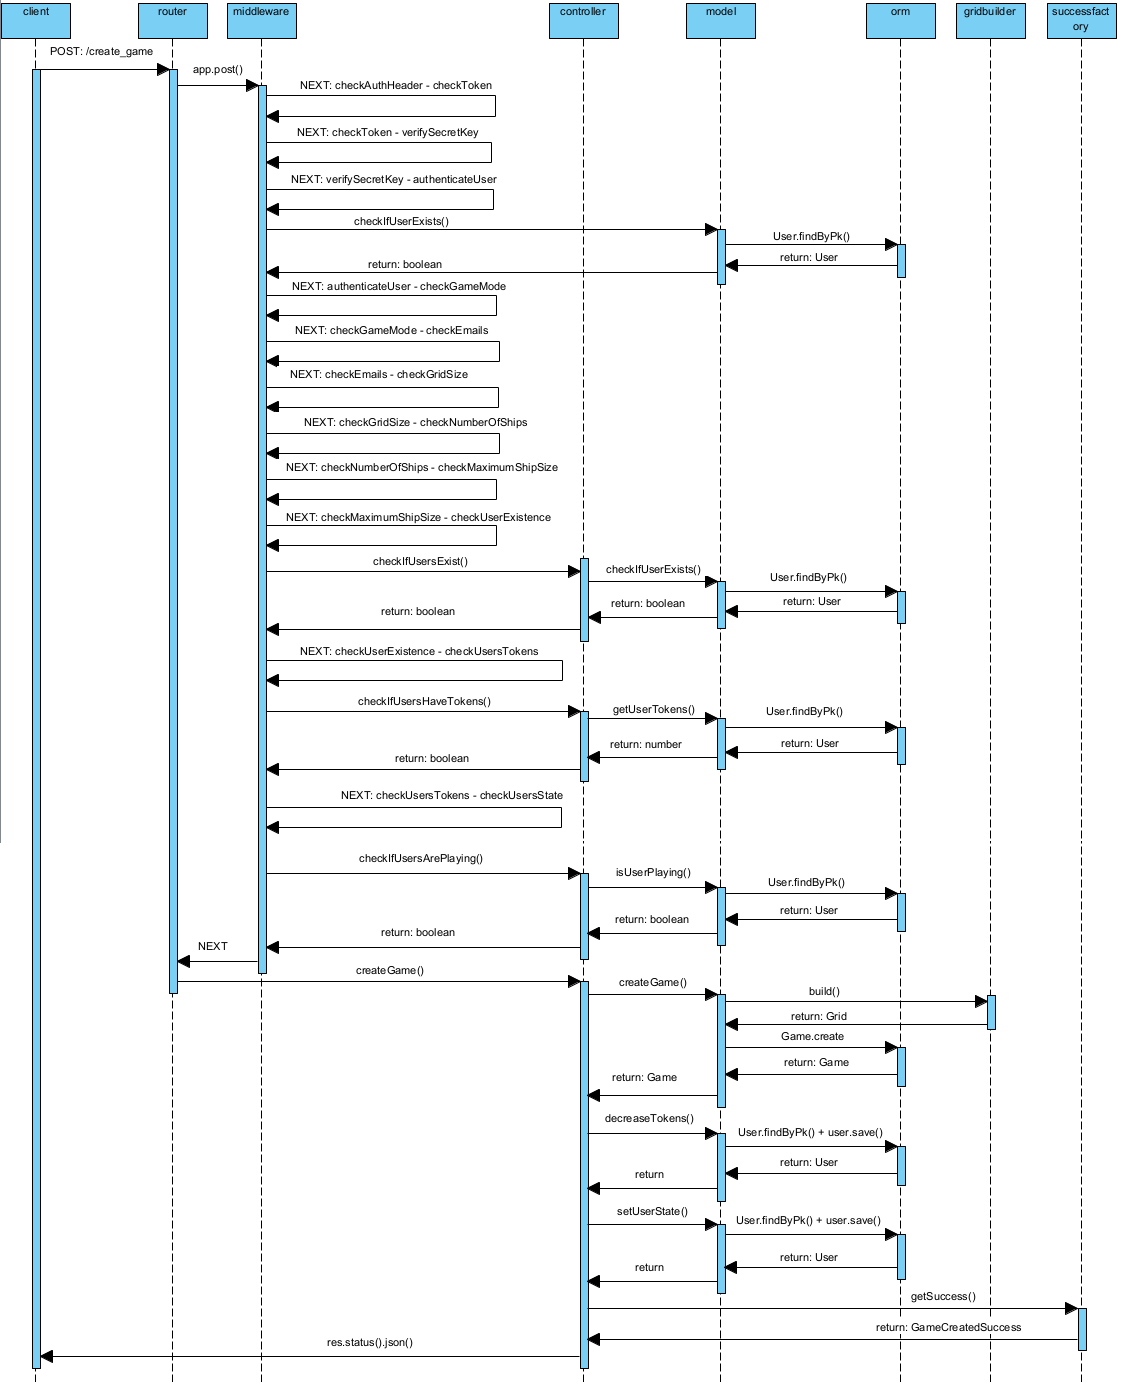 client
router
middleware
controller
model
orm
gridbuilder
successfact
ory
POST: /create_game
app.post()
NEXT: checkAuthHeader - checkToken
NEXT: checkToken - verifySecretKey
NEXT: verifySecretKey - authenticateUser
checkIfUserExists()
User.findByPk()
return: User
return: boolean
NEXT: authenticateUser - checkGameMode
NEXT: checkGameMode - checkEmails
NEXT: checkEmails - checkGridSize
NEXT: checkGridSize - checkNumberOfShips
NEXT: checkNumberOfShips - checkMaximumShipSize
NEXT: checkMaximumShipSize - checkUserExistence
checkIfUsersExist()
checkIfUserExists()
User.findByPk()
return: User
return: boolean
return: boolean
NEXT: checkUserExistence - checkUsersTokens
checkIfUsersHaveTokens()
getUserTokens()
User.findByPk()
return: User
return: number
return: boolean
NEXT: checkUsersTokens - checkUsersState
checkIfUsersArePlaying()
isUserPlaying()
User.findByPk()
return: User
return: boolean
return: boolean
NEXT
createGame()
createGame()
build()
return: Grid
Game.create
return: Game
return: Game
decreaseTokens()
User.findByPk() + user.save()
return: User
return
setUserState()
User.findByPk() + user.save()
return: User
return
getSuccess()
return: GameCreatedSuccess
res.status().json()